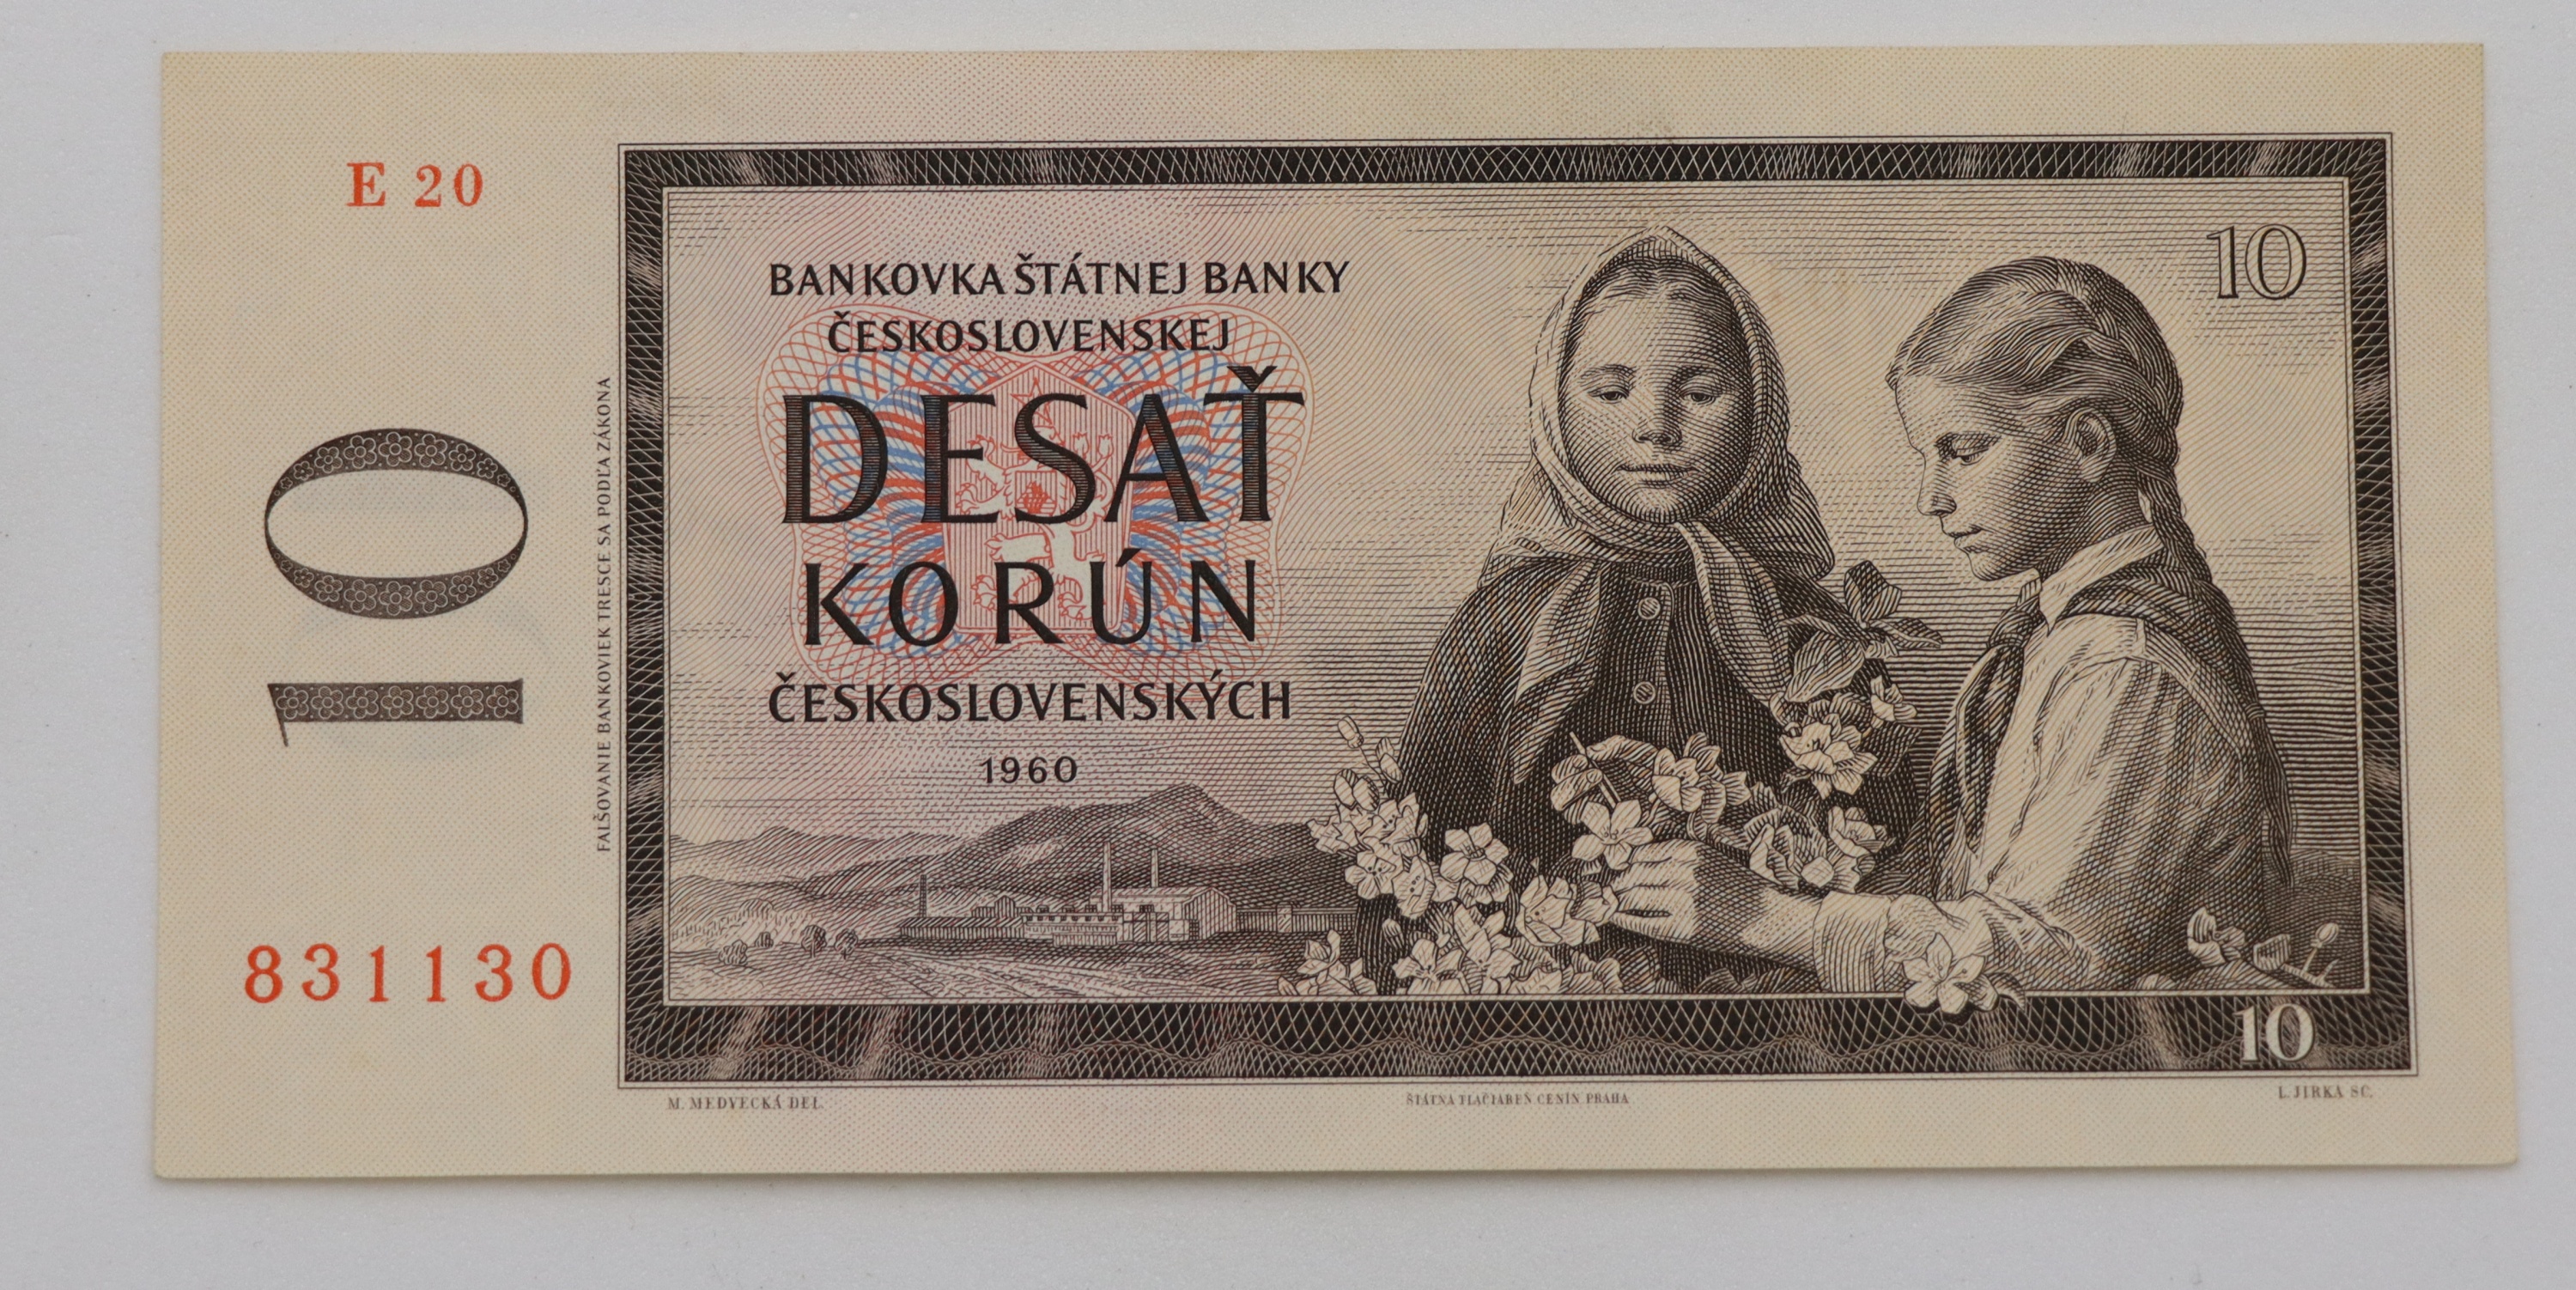 E 20
BANKOVKA ŠTÁTNEJ BANKY
ČESKOSLOVENSKEJ
DESAŤ
KORÚN
ČESKOSLOVENSKÝCH
1960
10
10
FALŠOVANIE BANKOVIEK TRESCE SA PODĽA ZÁKONA
831130
10
M. MEDVECKÁ DEL.
ŠTÁTNA TLAČIAREŇ CENÍN PRAHA
L. JIRKA SC.